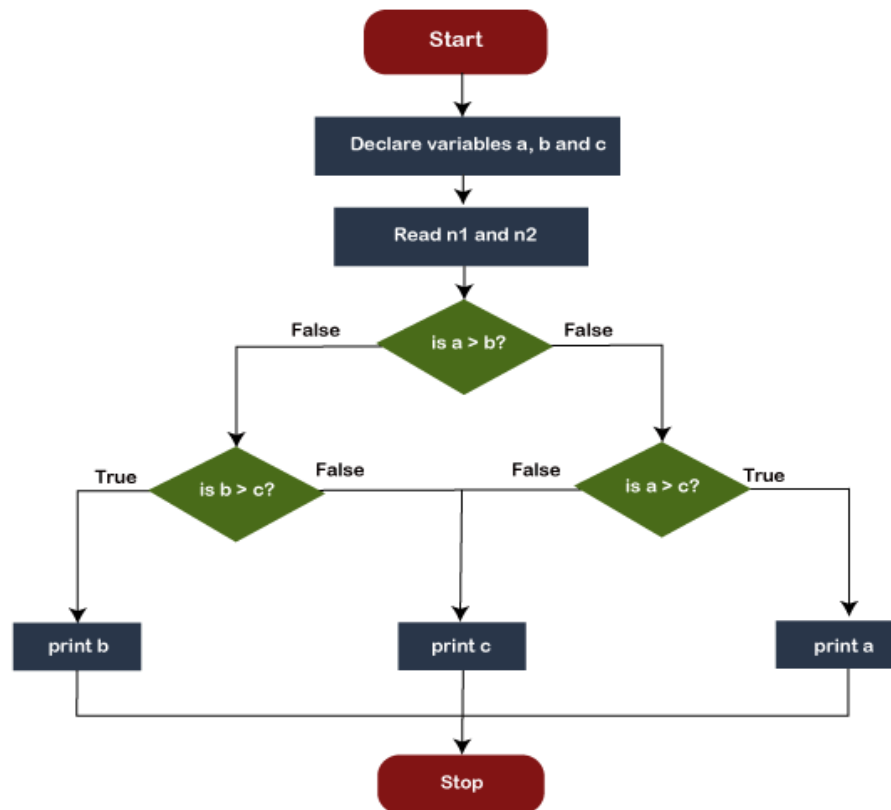 Start
Declare variables a, b and c
Read n1 and n2
False
False
is a > b?
True
False
False
True
is b > c?
is a > c?
print b
print c
print a
Stop